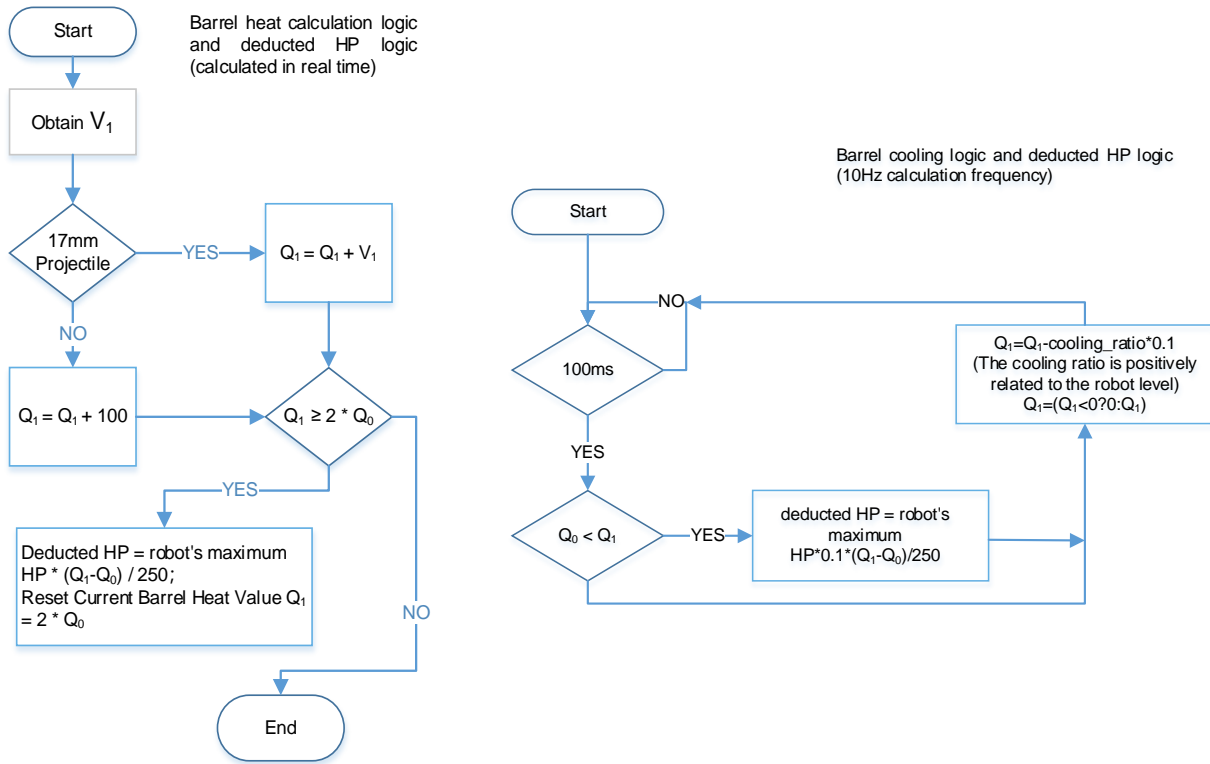 Start
Barrel heat calculation logic
and deducted HP logic
(calculated in real time)
Obtain V₁
17mm
Projectile
YES
Q₁ = Q₁ + V₁
NO
Q₁ = Q₁ + 100
Q₁ ≥ 2 * Q₀
YES
Deducted HP = robot's maximum
HP * (Q₁-Q₀) / 250;
Reset Current Barrel Heat Value Q₁
= 2 * Q₀
NO
End
Barrel cooling logic and deducted HP logic
(10Hz calculation frequency)
Start
NO
100ms
Q₁=Q₁-cooling_ratio*0.1
(The cooling ratio is positively
related to the robot level)
Q₁=(Q₁<0?0:Q₁)
YES
Q₀ < Q₁
YES
deducted HP = robot's
maximum
HP*0.1*(Q₁-Q₀)/250